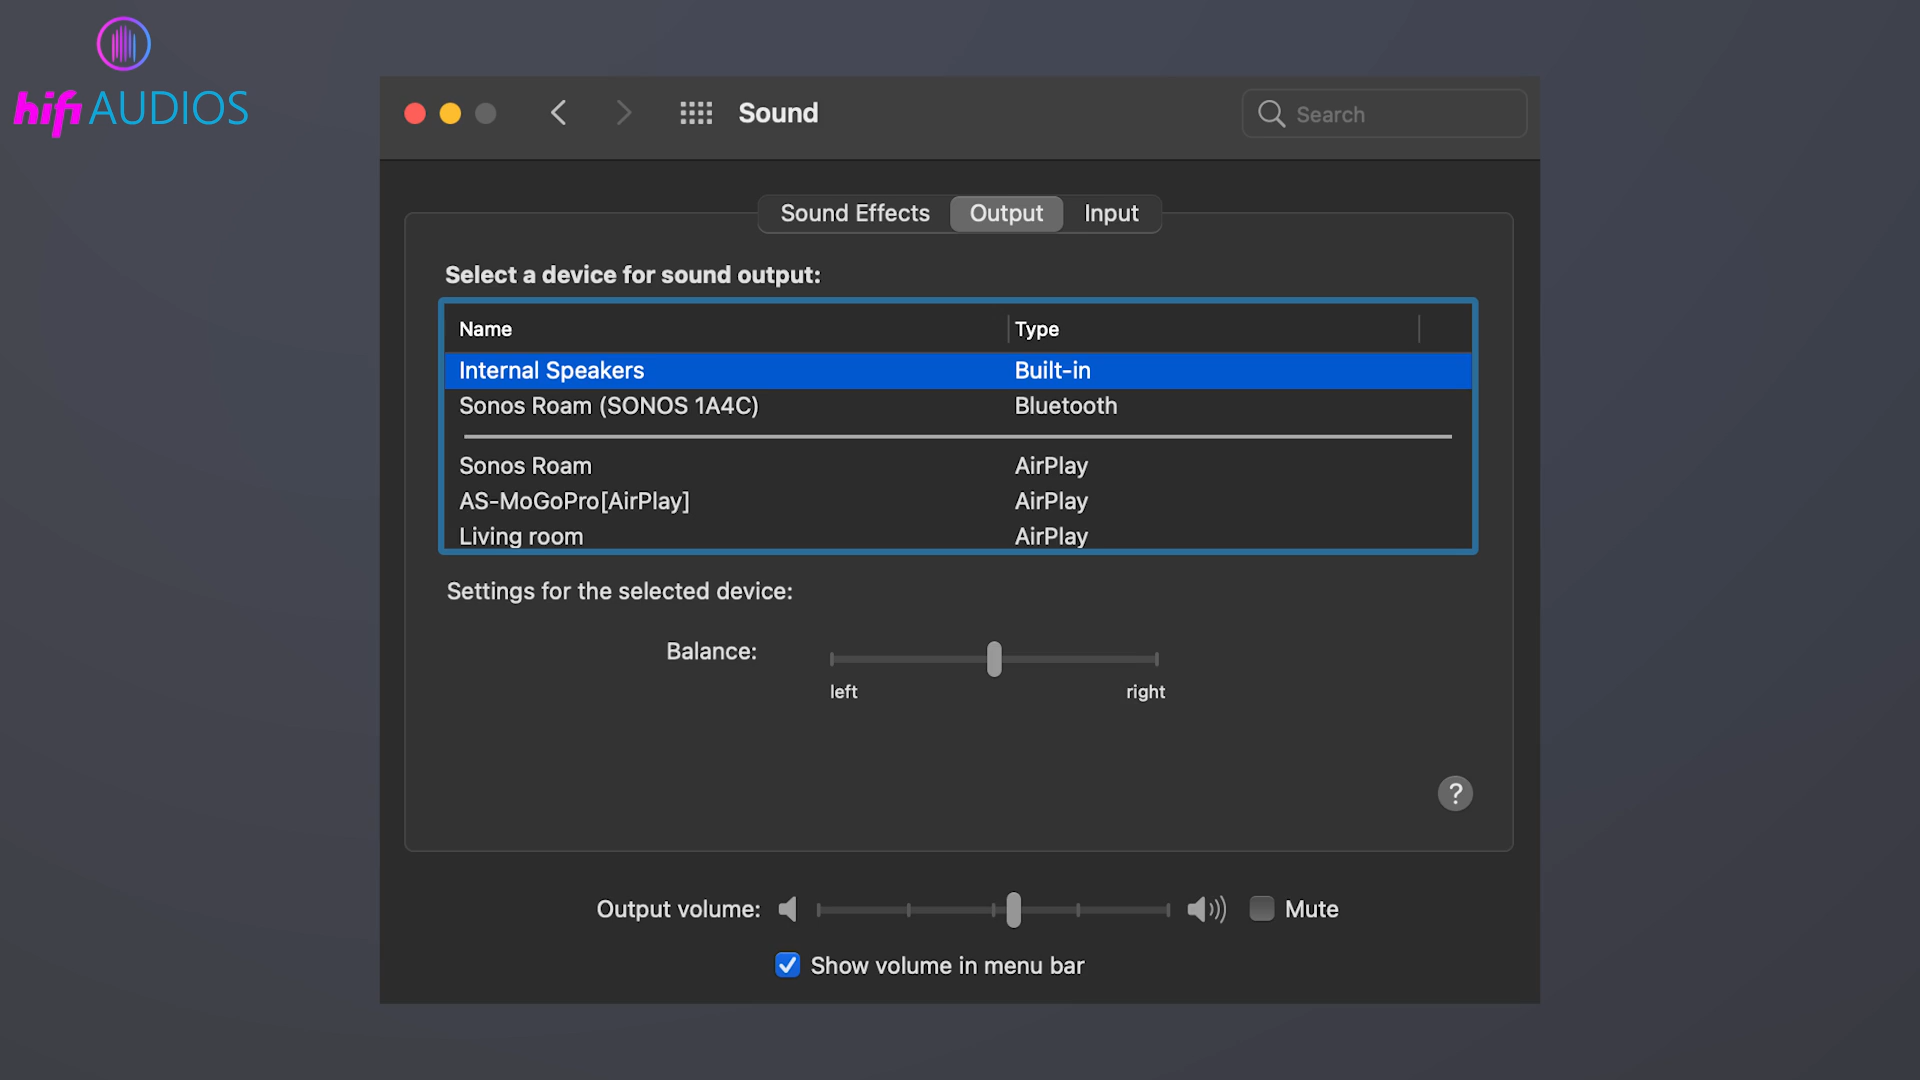 hifi AUDIOS
Sound
Search
Sound Effects Output Input
Select a device for sound output:
Name Type
Internal Speakers Built-in
Sonos Roam (SONOS 1A4C) Bluetooth
Sonos Roam AirPlay
AS-MoGoPro[AirPlay] AirPlay
Living room AirPlay
Settings for the selected device:
Balance:
left right
?
Output volume: Mute
Show volume in menu bar